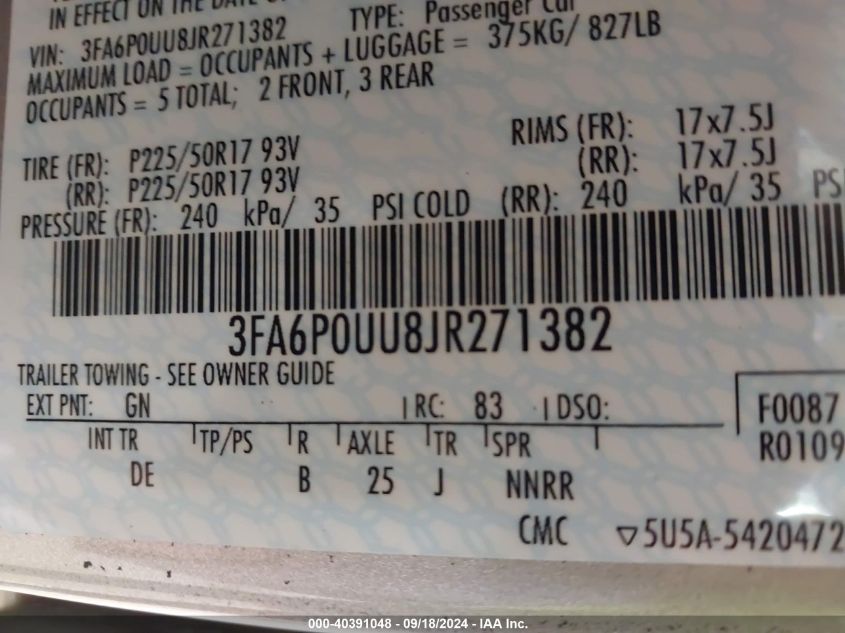 IN EFFECT ON THE DATE OF
VIN: 3FA6P0UU8JR271382 TYPE: Passenger Car
MAXIMUM LOAD = OCCUPANTS + LUGGAGE = 375KG/ 827LB
OCCUPANTS = 5 TOTAL; 2 FRONT, 3 REAR
TIRE (FR): P225/50R17 93V RIMS (FR): 17x7.5J
(RR): P225/50R17 93V (RR): 17x7.5J
PRESSURE (FR): 240 kPa/ 35 PSI COLD (RR): 240 kPa/ 35 PS
3FA6P0UU8JR271382
TRAILER TOWING - SEE OWNER GUIDE
EXT PNT: GN RC: 83 DSO: F0087
INT TR TP/PS R AXLE TR SPR R0109
DE B 25 J NNRR
CMC ▽5U5A-5420472
000-40391048 - 09/18/2024 - IAA Inc.